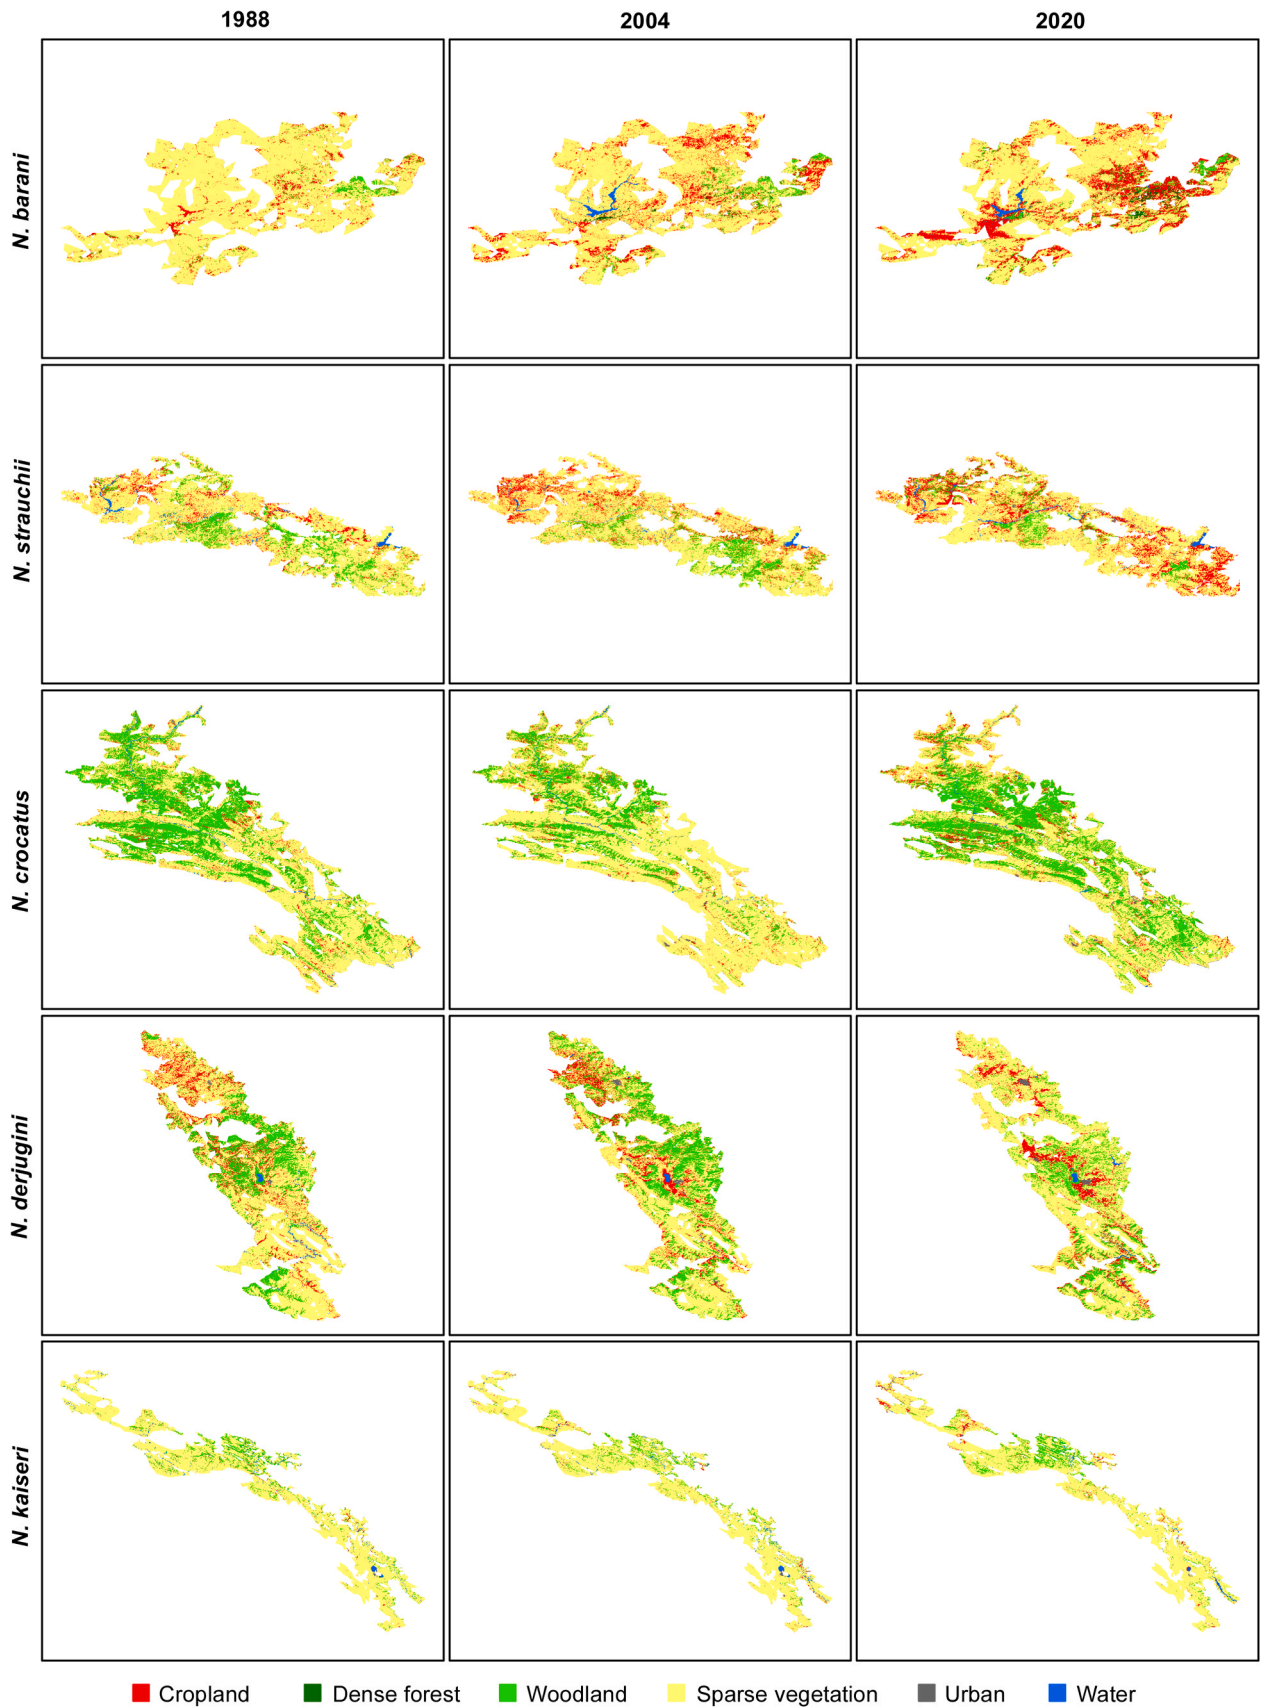 1988 2004 2020
N. barani
N. strauchii
N. crocatus
N. derjugini
N. kaiseri
Cropland Dense forest Woodland Sparse vegetation Urban Water